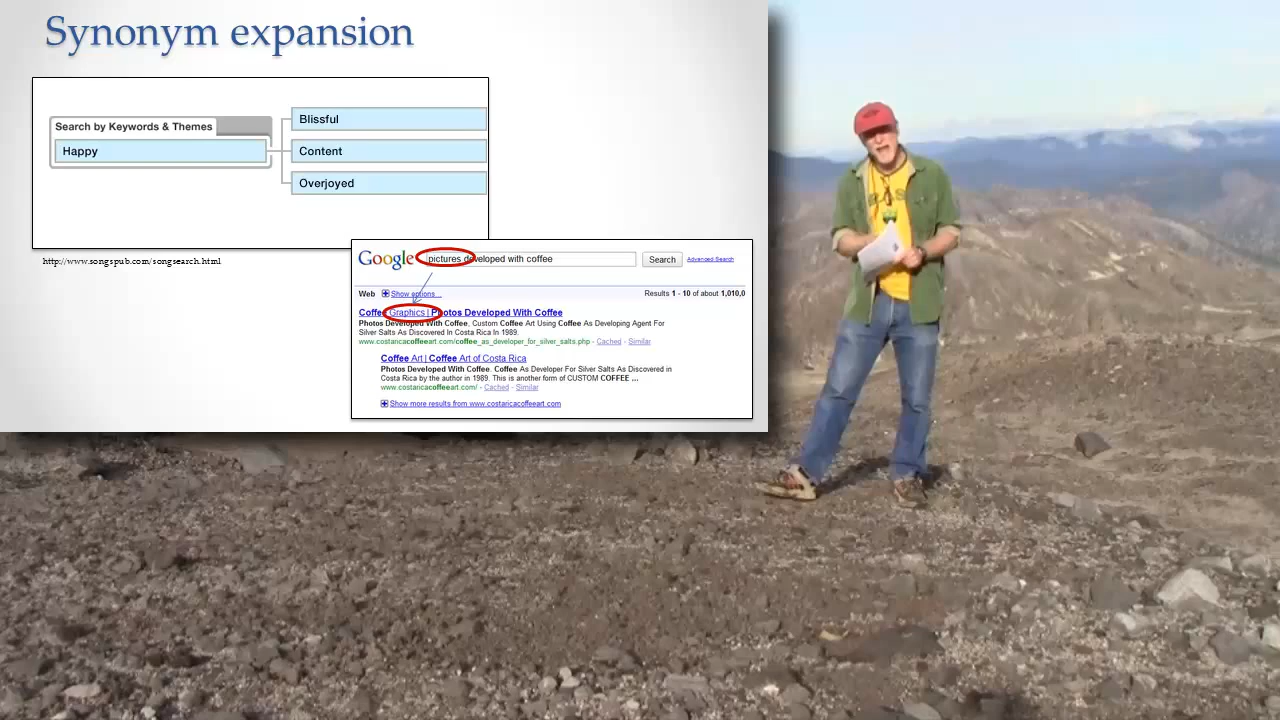 Synonym expansion
Search by Keywords & Themes
Happy
Blissful
Content
Overjoyed
http://www.songspub.com/songsearch.html
Google pictures developed with coffee Search Advanced Search
Web Show options... Results 1 - 10 of about 1,010,0
Coffee Graphics | Photos Developed With Coffee
Photos Developed With Coffee, Custom Coffee Art Using Coffee As Developing Agent For
Silver Salts As Discovered In Costa Rica In 1989.
www.costaricacoffeeart.com/coffee_as_developer_for_silver_salts.php - Cached - Similar
Coffee Art | Coffee Art of Costa Rica
Photos Developed With Coffee. Coffee As Developer For Silver Salts As Discovered in
Costa Rica by the author in 1989. This is another form of CUSTOM COFFEE ...
www.costaricacoffeeart.com/ - Cached - Similar
Show more results from www.costaricacoffeeart.com